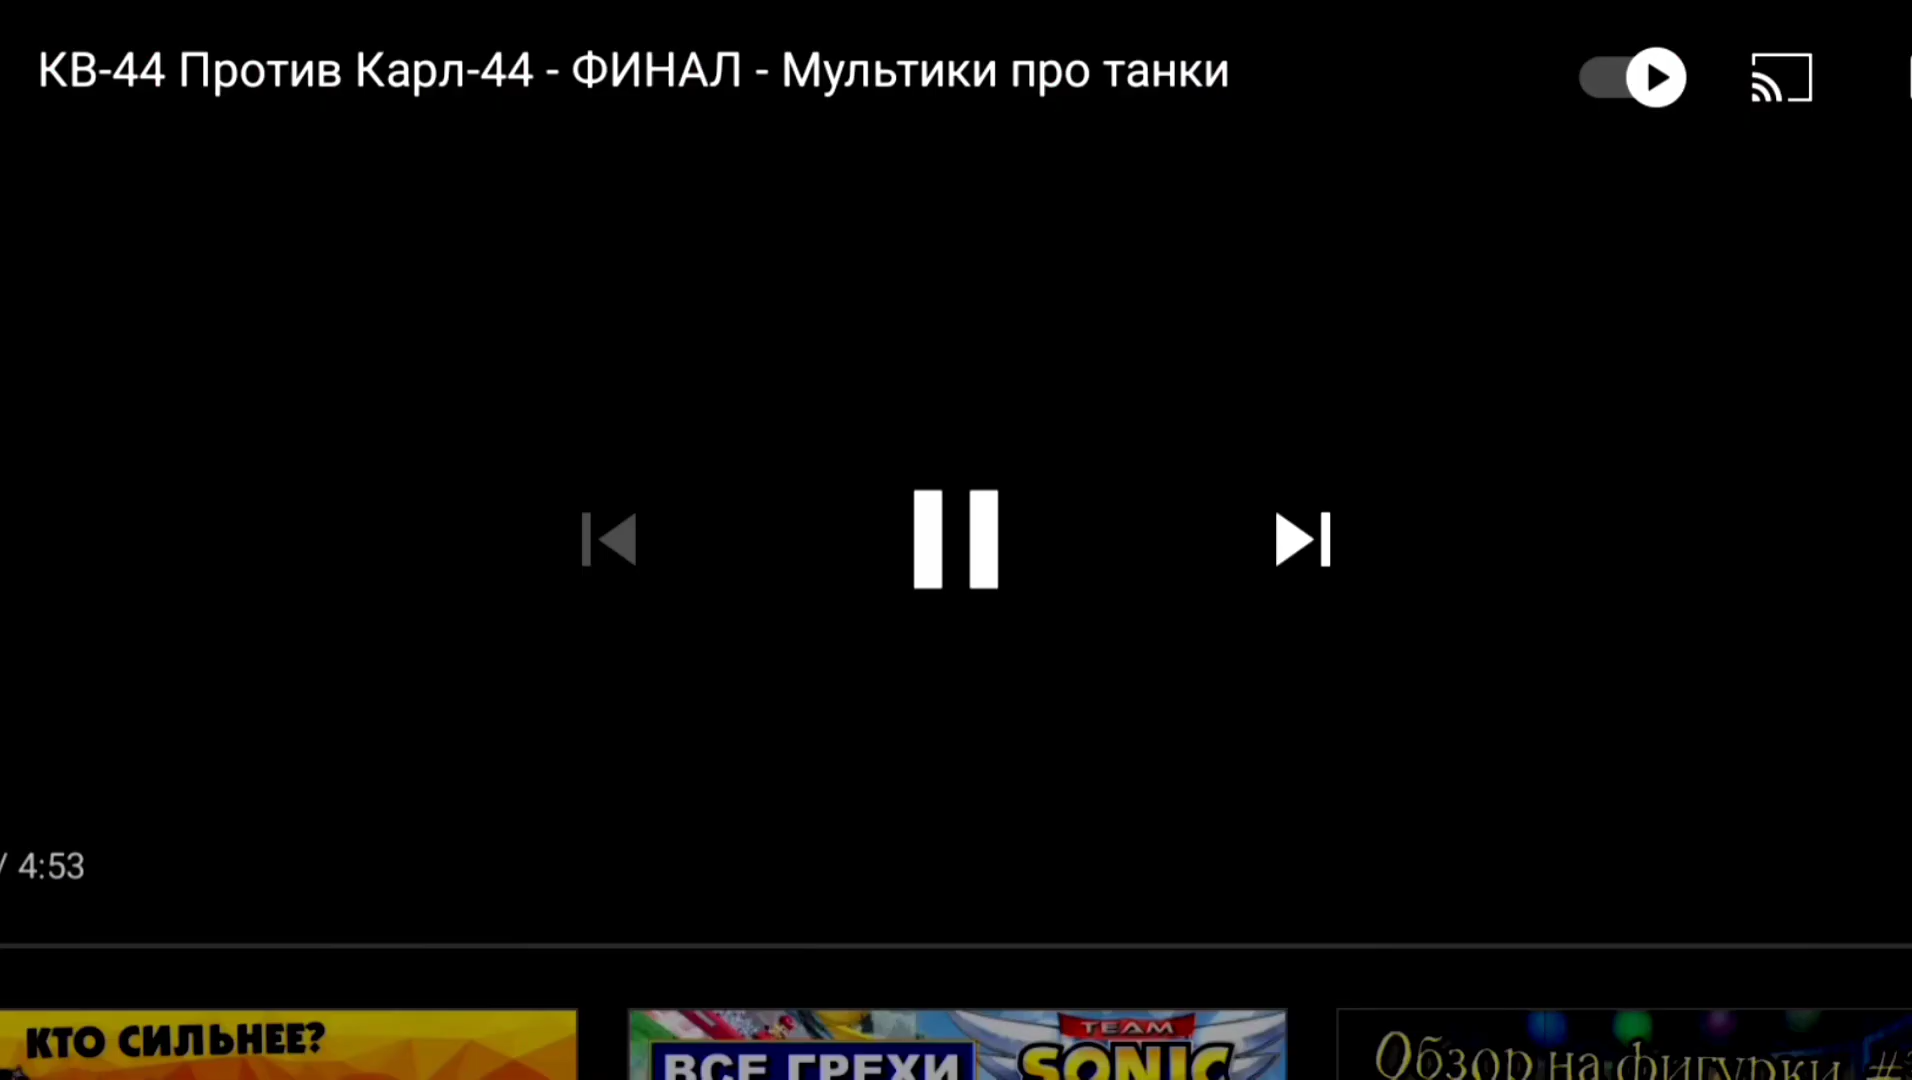 КВ-44 Против Карл-44 - ФИНАЛ - Мультики про танки
/ 4:53
КТО СИЛЬНЕЕ?
ВСЕ ГРЕХИ
TEAM
SONIC
Обзор на фигурки #